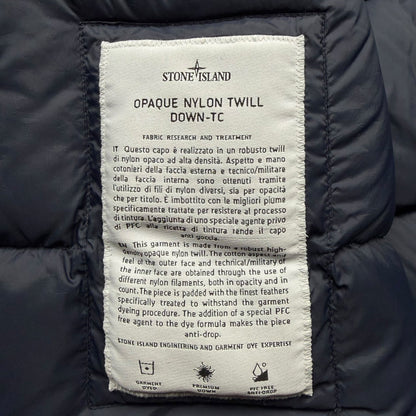 STONE ISLAND
OPAQUE NYLON TWILL
DOWN-TC
FABRIC RESEARCH AND TREATMENT
IT Questo capo è realizzato in un robusto twill
di nylon opaco ad alta densità. Aspetto e mano
cotonieri della faccia esterna e tecnico/militare
della faccia interna sono ottenuti tramite
l'utilizzo di fili di nylon diversi, sia per opacità
che per titolo. È imbottito con le migliori piume
specificamente trattate per resistere al processo
di tintura. L'aggiunta di uno speciale agente privo
di PFC alla ricetta di tintura rende il capo
anti goccia.
EN This garment is made from a robust high-
density opaque nylon twill. The cotton aspect and
feel of the outer face and technical/military of
the inner face are obtained through the use of
different nylon filaments, both in opacity and in
count. The piece is padded with the finest feathers
specifically treated to withstand the garment
dyeing procedure. The addition of a special PFC
free agent to the dye formula makes the piece
anti-drop.
STONE ISLAND ENGINEERING AND GARMENT DYE EXPERTISE
GARMENT
DYED
PREMIUM
DOWN
PFC FREE
ANTI-DROP